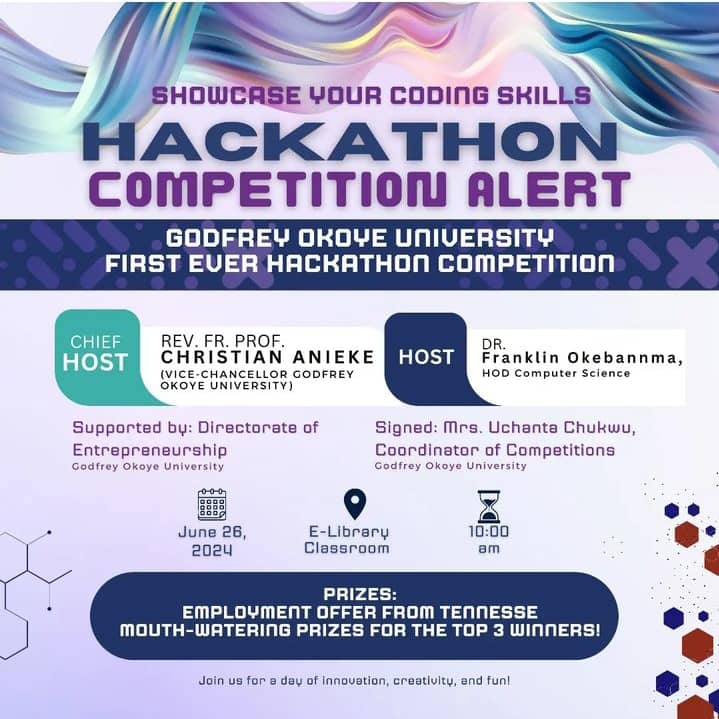 SHOWCASE YOUR CODING SKILLS
HACKATHON
COMPETITION ALERT
GODFREY OKOYE UNIVERSITY
FIRST EVER HACKATHON COMPETITION
CHIEF
HOST
REV. FR. PROF.
CHRISTIAN ANIEKE
(VICE-CHANCELLOR GODFREY
OKOYE UNIVERSITY)
HOST
DR.
Franklin Okebannma,
HOD Computer Science
Supported by: Directorate of
Entrepreneurship
Godfrey Okoye University
Signed: Mrs. Uchanta Chukwu,
Coordinator of Competitions
Godfrey Okoye University
June 26,
2024
E-Library
Classroom
10:00
am
PRIZES:
EMPLOYMENT OFFER FROM TENNESSE
MOUTH-WATERING PRIZES FOR THE TOP 3 WINNERS!
Join us for a day of innovation, creativity, and fun!